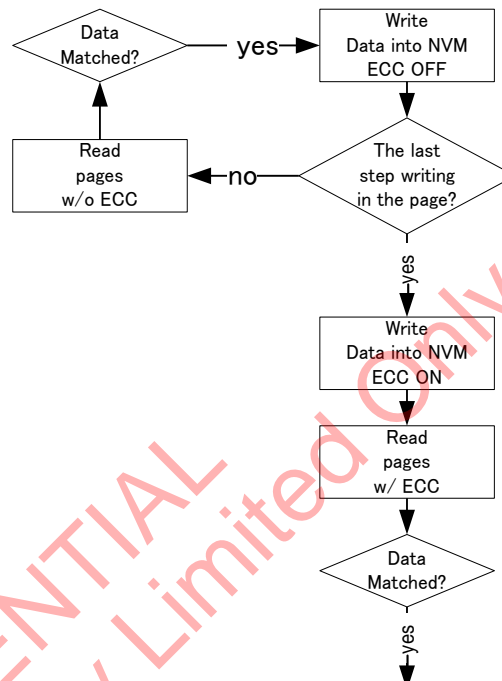 Data
Matched?
yes
Write
Data into NVM
ECC OFF
Read
pages
w/o ECC
no
The last
step writing
in the page?
yes
Write
Data into NVM
ECC ON
Read
pages
w/ ECC
Data
Matched?
yes
Limited Only